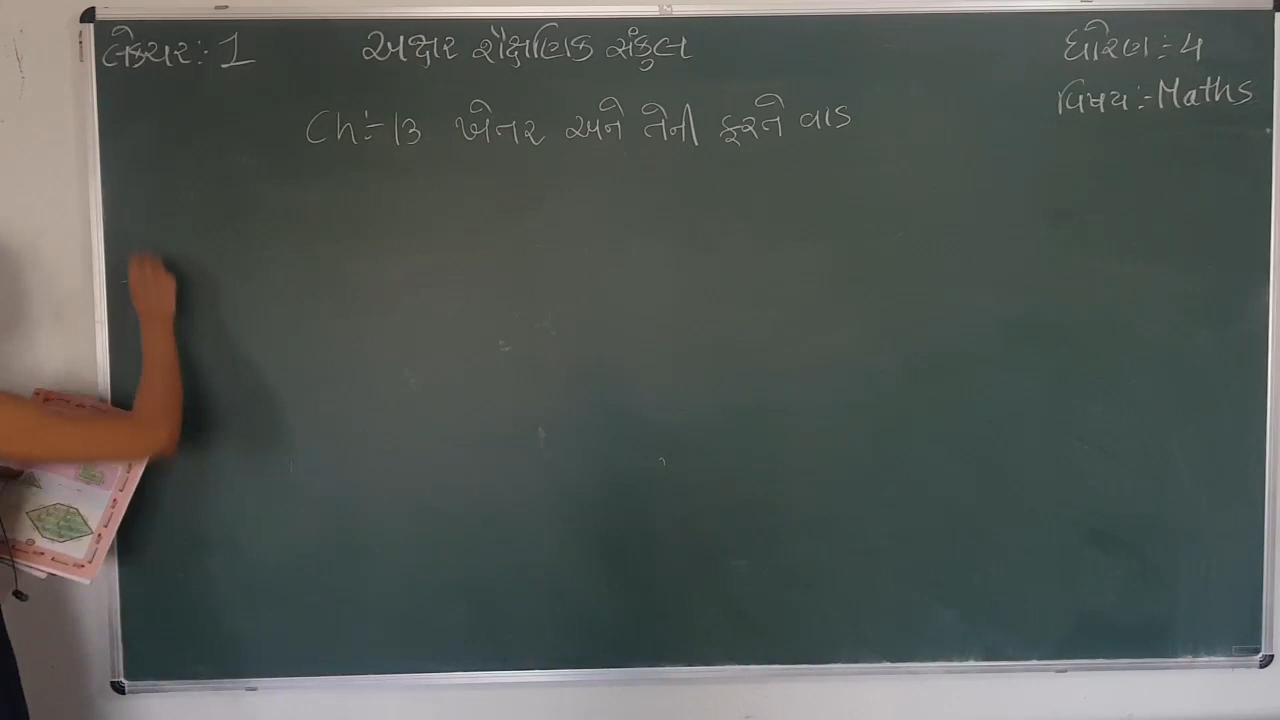 લેક્ચર:- 1
અક્ષર શૈક્ષણિક સંકુલ
ધોરણ:- 4
વિષય:- Maths
Ch:-13 ખેતર અને તેની ફરતે વાડ